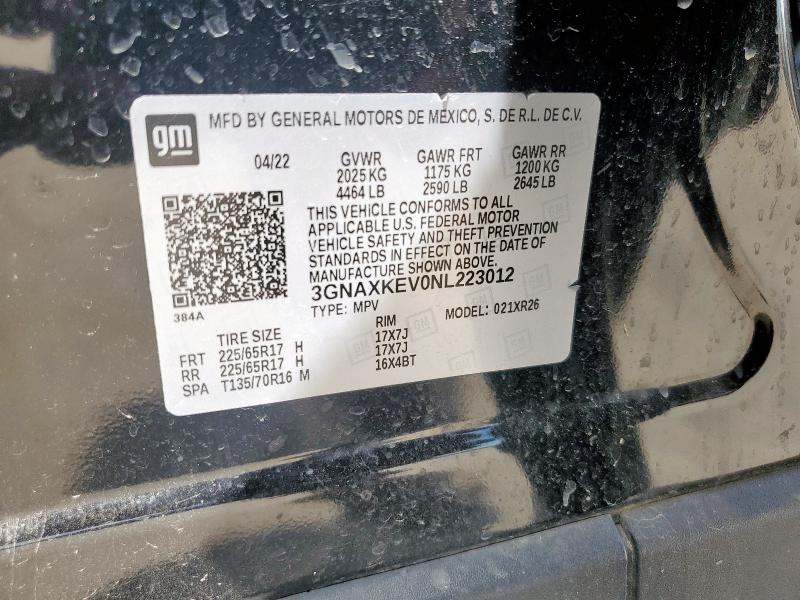 gm
MFD BY GENERAL MOTORS DE MEXICO, S. DE R.L. DE C.V.
04/22 GVWR GAWR FRT GAWR RR
2025 KG 1175 KG 1200 KG
4464 LB 2590 LB 2645 LB
THIS VEHICLE CONFORMS TO ALL
APPLICABLE U.S. FEDERAL MOTOR
VEHICLE SAFETY AND THEFT PREVENTION
STANDARDS IN EFFECT ON THE DATE OF
MANUFACTURE SHOWN ABOVE.
3GNAXKEV0NL223012
384A
TYPE: MPV MODEL: 021XR26
TIRE SIZE RIM
FRT 225/65R17 H 17X7J
RR 225/65R17 H 17X7J
SPA T135/70R16 M 16X4BT